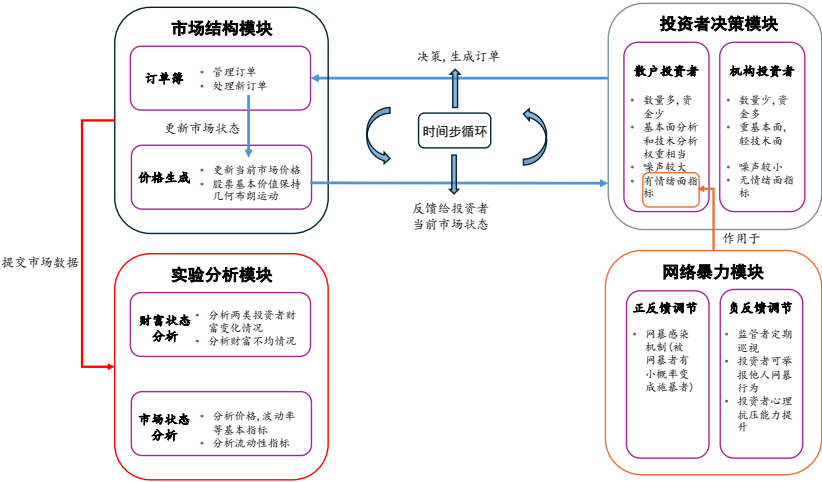 市场结构模块
订单簿
• 管理订单
• 处理新订单
更新市场状态
价格生成
• 更新当前市场价格
• 股票基本价值保持
几何布朗运动
决策,生成订单
时间步循环
反馈给投资者
当前市场状态
投资者决策模块
散户投资者
• 数量多,资
金少
• 基本面分析
和技术分析
权重相当
• 噪声较大
• 有情绪面指
标
机构投资者
• 数量少,资
金多
• 重基本面,
轻技术面
• 噪声较小
• 无情绪面指
标
作用于
提交市场数据
实验分析模块
财富状态
分析
• 分析两类投资者财
富变化情况
• 分析财富不均情况
市场状态
分析
• 分析价格,波动率
等基本指标
• 分析流动性指标
网络暴力模块
正反馈调节
• 网暴感染
机制(被
网暴者有
小概率变
成施暴者)
负反馈调节
• 监管者定期
巡视
• 投资者可举
报他人网暴
行为
• 投资者心理
抗压能力提
升